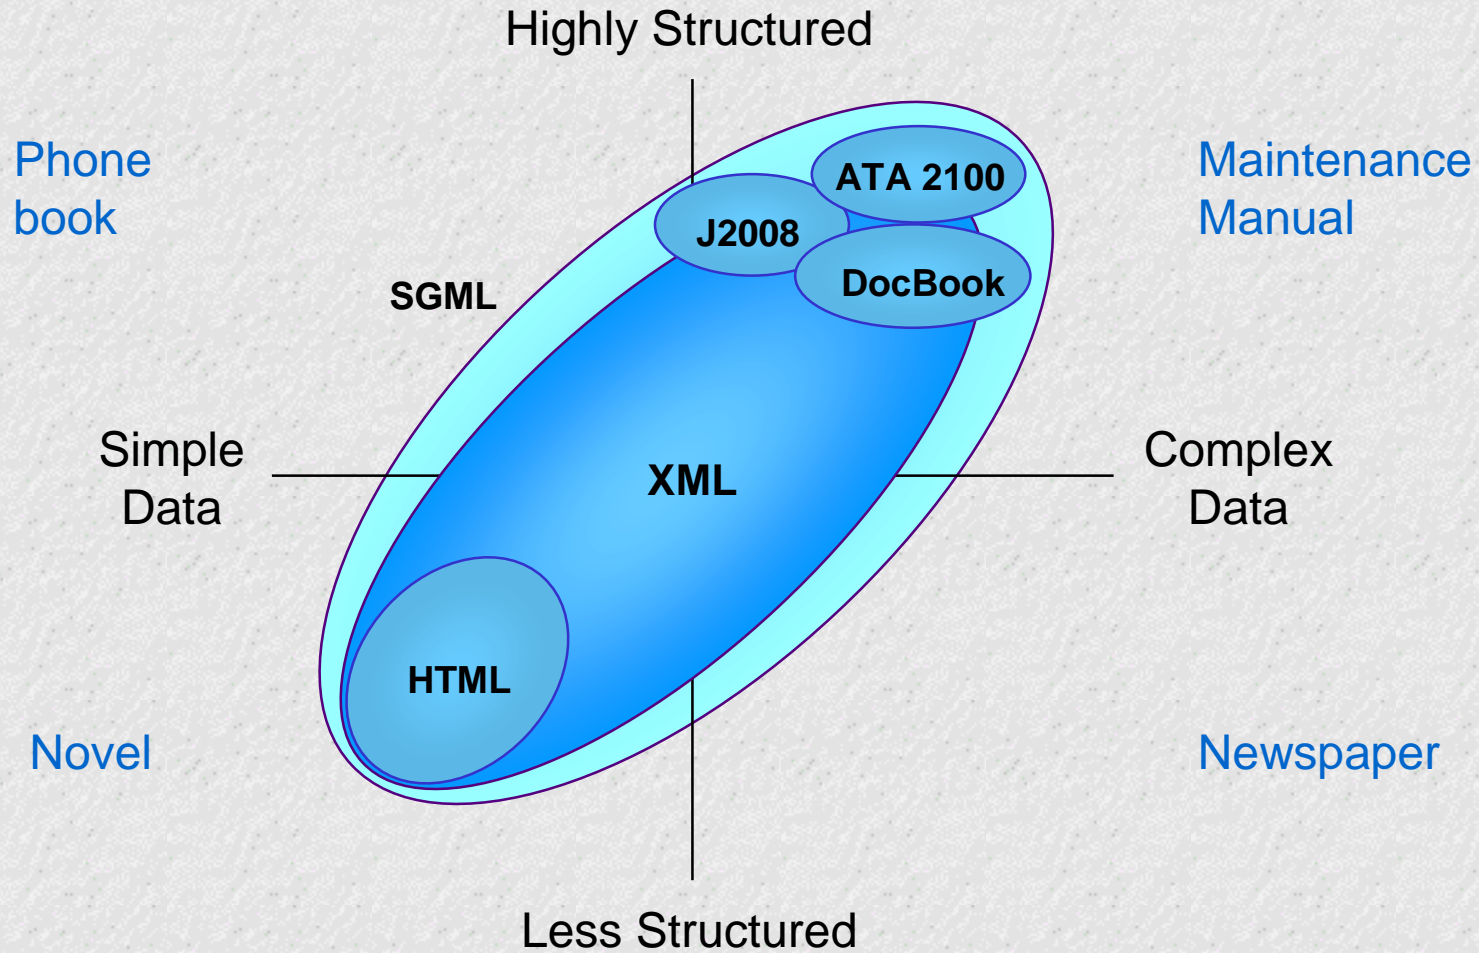 Highly Structured
Phone
book
ATA 2100
Maintenance
Manual
J2008
DocBook
SGML
Simple
Data
XML
Complex
Data
HTML
Novel
Newspaper
Less Structured